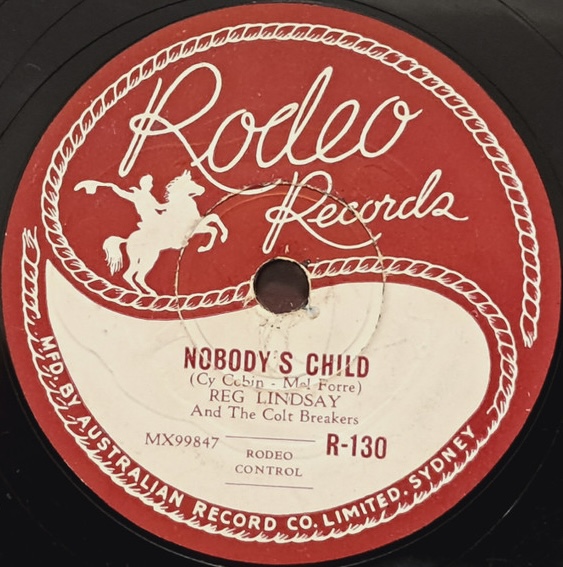 Rodeo
Records
NOBODY'S CHILD
(Cy Cobin - Mel Forre)
REG LINDSAY
And The Colt Breakers
MX99847
RODEO
CONTROL
R-130
MFD. BY AUSTRALIAN RECORD CO. LIMITED. SYDNEY